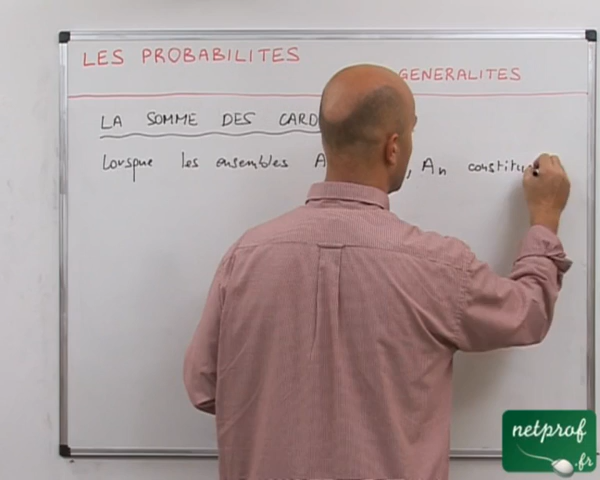 LES PROBABILITES
GENERALITES
LA SOMME DES CARD
Lorsque les ensembles A , An constitu
netprof
.fr